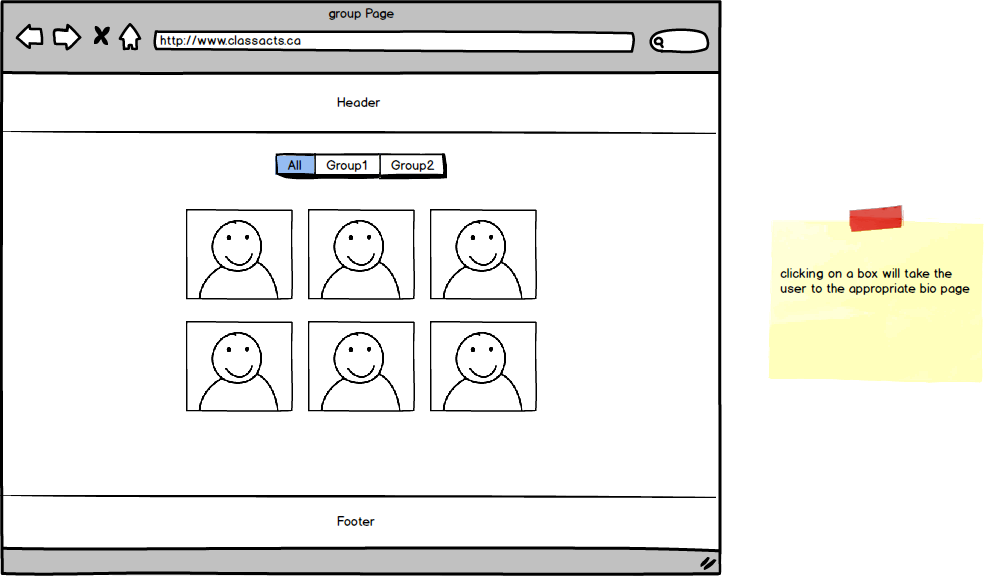 group Page
http://www.classacts.ca
Header
All Group1 Group2
clicking on a box will take the
user to the appropriate bio page
Footer